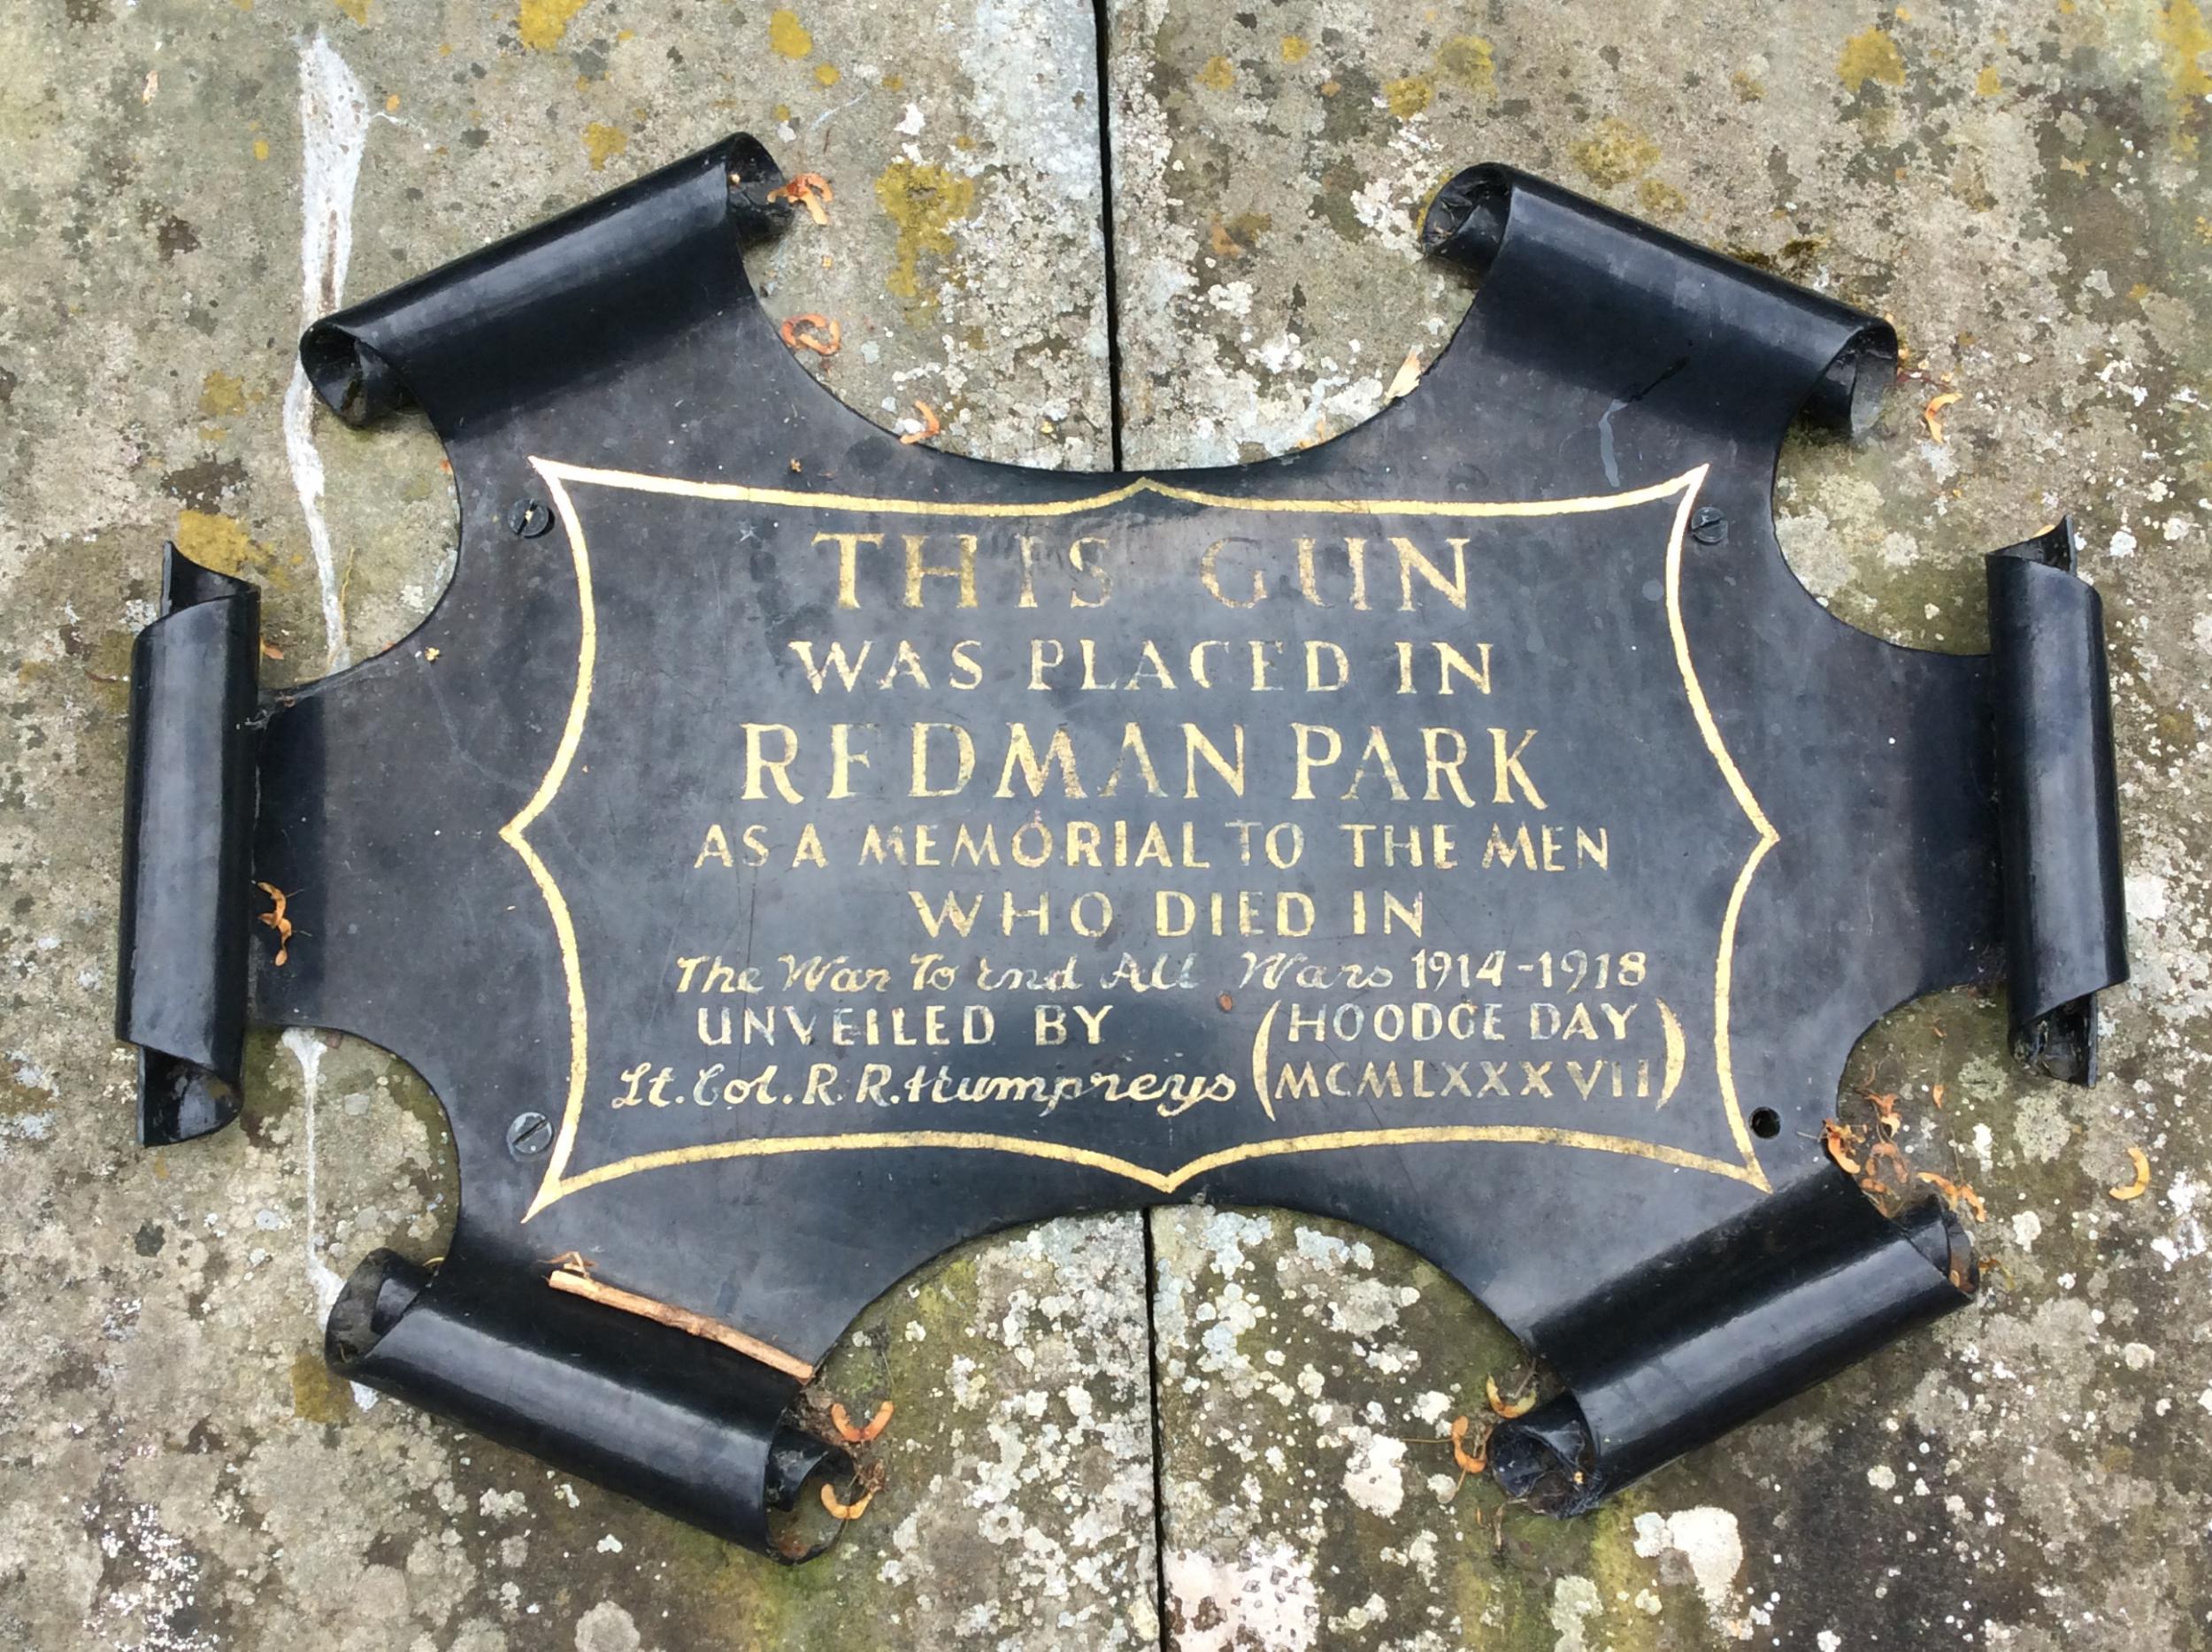 THIS GUN
WAS PLACED IN
REDMAN PARK
AS A MEMORIAL TO THE MEN
WHO DIED IN
The War To End All Wars 1914-1918
UNVEILED BY (HOODGE DAY
Lt. Col. R R. Humpreys MCMLXXXVII)